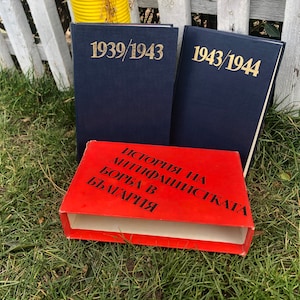 1939/1943
1943/1944
ИСТОРИЯ НА
АНТИФАШИСТКАТА
БОРБА В
БЪЛГАРИЯ